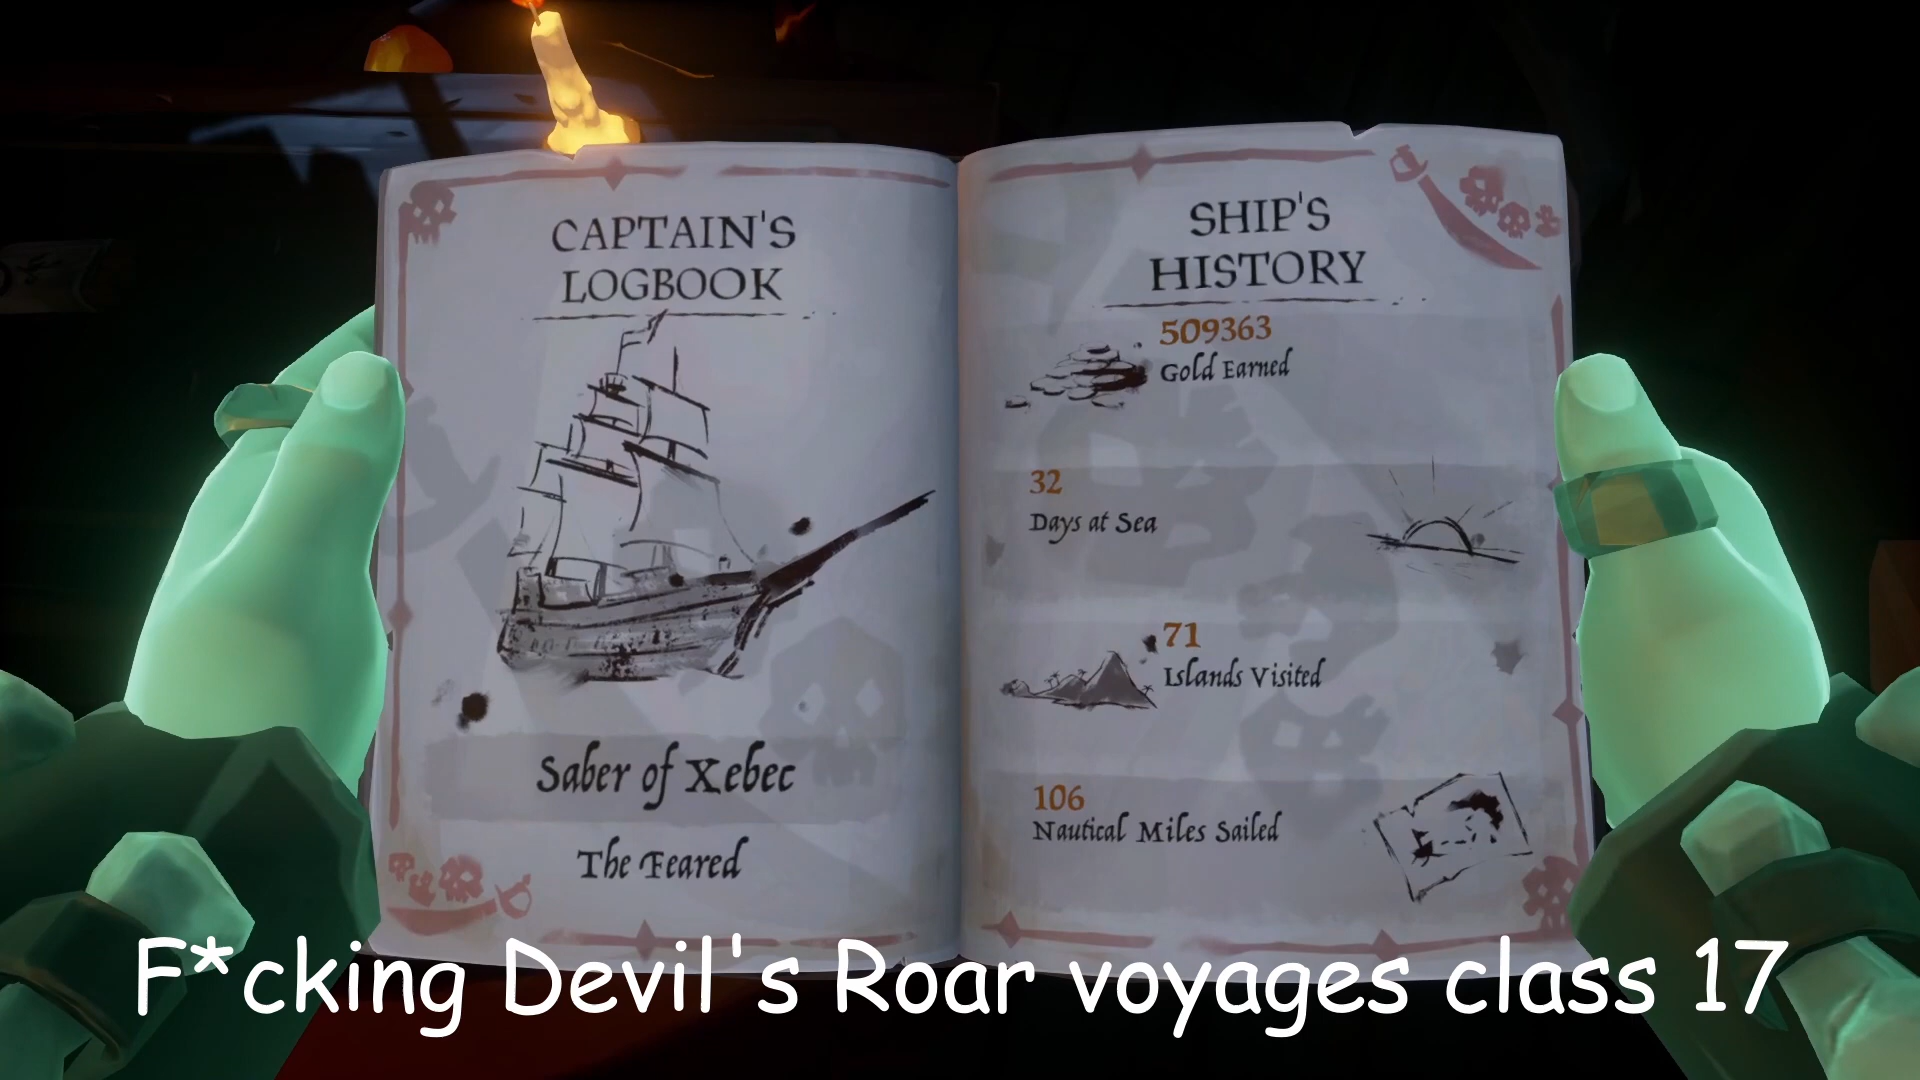 CAPTAIN'S
LOGBOOK
Saber of Xebec
The Feared
SHIP'S
HISTORY
509363
Gold Earned
32
Days at Sea
71
Islands Visited
106
Nautical Miles Sailed
F*cking Devil's Roar voyages class 17